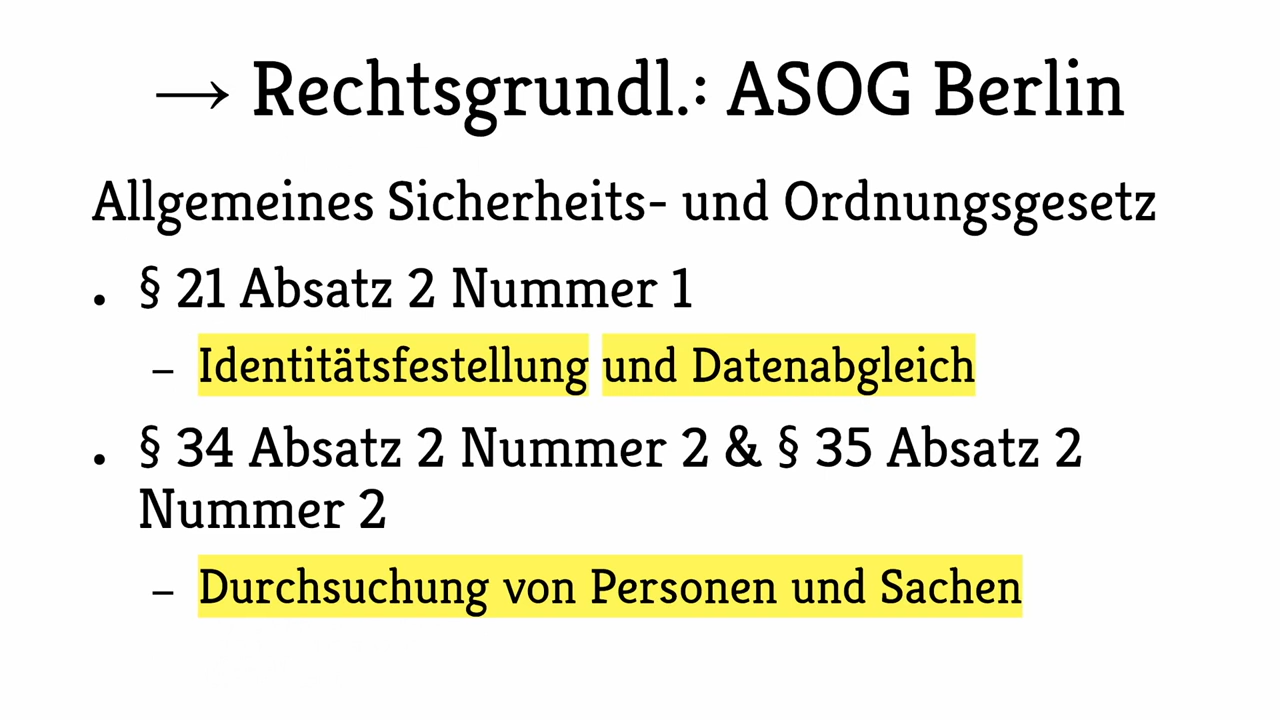 → Rechtsgrundl.: ASOG Berlin
Allgemeines Sicherheits- und Ordnungsgesetz
• § 21 Absatz 2 Nummer 1
– Identitätsfestellung und Datenabgleich
• § 34 Absatz 2 Nummer 2 & § 35 Absatz 2
Nummer 2
– Durchsuchung von Personen und Sachen